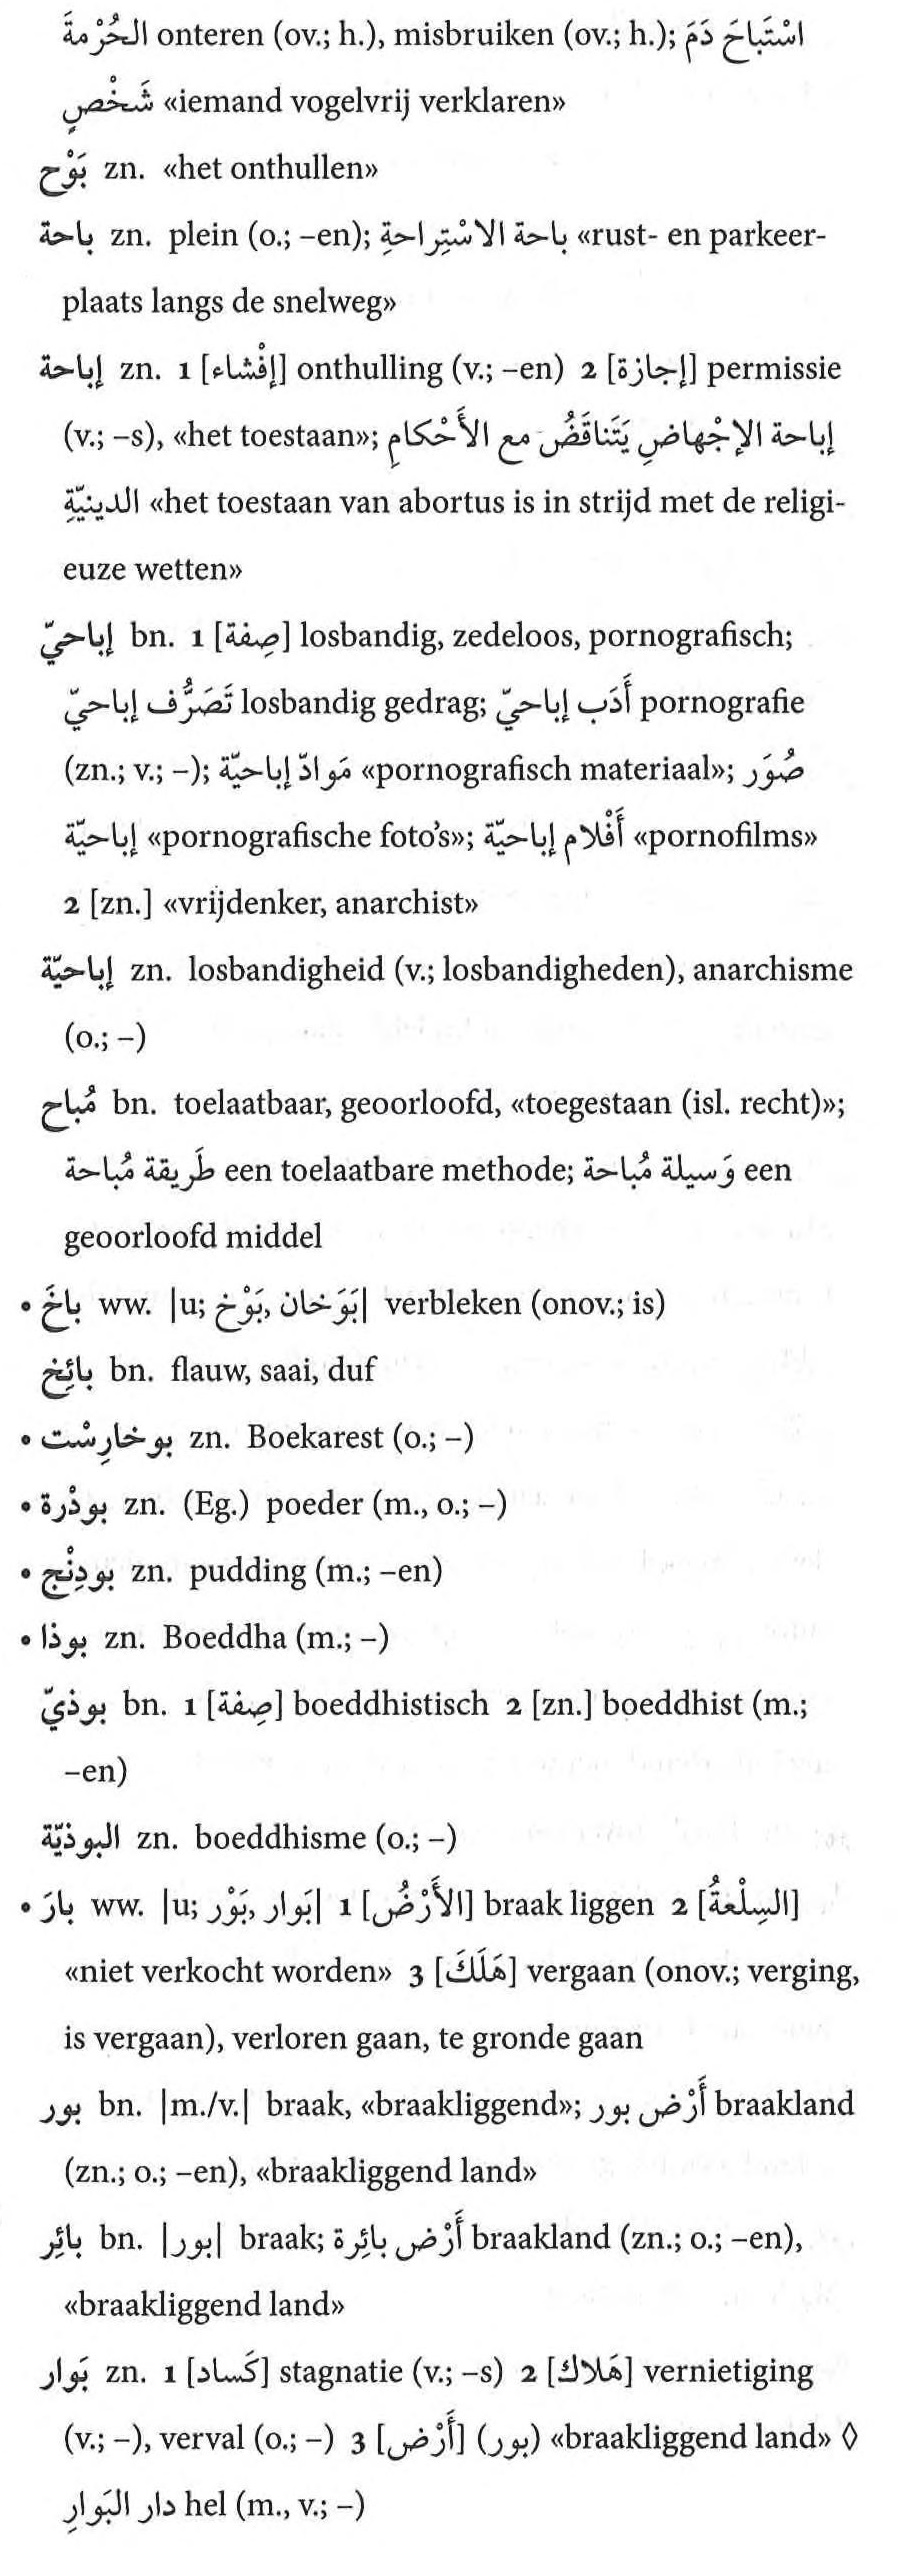 الحُرْمةَ onteren (ov.; h.), misbruiken (ov.; h.); اسْتَباحَ دَمَ
شَخْصٍ «iemand vogelvrij verklaren»
بَوْح zn. «het onthullen»
باحة zn. plein (o.; –en); باحة الاسْتِراحةِ «rust- en parkeer-
plaats langs de snelweg»
إباحة zn. 1 [إفْشاء] onthulling (v.; –en) 2 [إجازة] permissie
(v.; –s), «het toestaan»; إباحة الإجْهاضِ يَتَناقَضُ مع الأَحْكامِ
الدينيّةِ «het toestaan van abortus is in strijd met de religi-
euze wetten»
إباحيّ bn. 1 [صِفة] losbandig, zedeloos, pornografisch;
تَصَرُّف إباحيّ losbandig gedrag; أَدَب إباحيّ pornografie
(zn.; v.; –); مَوادّ إباحيّة «pornografisch materiaal»; صُوَر
إباحيّة «pornografische foto’s»; أَفْلام إباحيّة «pornofilms»
2 [zn.] «vrijdenker, anarchist»
إباحيّة zn. losbandigheid (v.; losbandigheden), anarchisme
(o.; –)
مُباح bn. toelaatbaar, geoorloofd, «toegestaan (isl. recht)»;
طَريقة مُباحة een toelaatbare methode; وَسيلة مُباحة een
geoorloofd middel
• باخَ ww. |u; بَوْخ, بَوَخان| verbleken (onov.; is)
بائِخ bn. flauw, saai, duf
• بوخارِسْت zn. Boekarest (o.; –)
• بودْرة zn. (Eg.) poeder (m., o.; –)
• بودِنْج zn. pudding (m.; –en)
• بوذا zn. Boeddha (m.; –)
بوذيّ bn. 1 [صِفة] boeddhistisch 2 [zn.] boeddhist (m.;
–en)
البوذيّة zn. boeddhisme (o.; –)
• بارَ ww. |u; بَوْر, بَوار| 1 [الأَرْضُ] braak liggen 2 [السِلْعةُ]
«niet verkocht worden» 3 [هَلَكَ] vergaan (onov.; verging,
is vergaan), verloren gaan, te gronde gaan
بور bn. |m./v.| braak, «braakliggend»; أَرْض بور braakland
(zn.; o.; –en), «braakliggend land»
بائِر bn. |بور| braak; أَرْض بائِرة braakland (zn.; o.; –en),
«braakliggend land»
بَوار zn. 1 [كَساد] stagnatie (v.; –s) 2 [هَلاك] vernietiging
(v.; –), verval (o.; –) 3 [أَرْض] (بور) «braakliggend land» ◊
دار البَوارِ hel (m., v.; –)